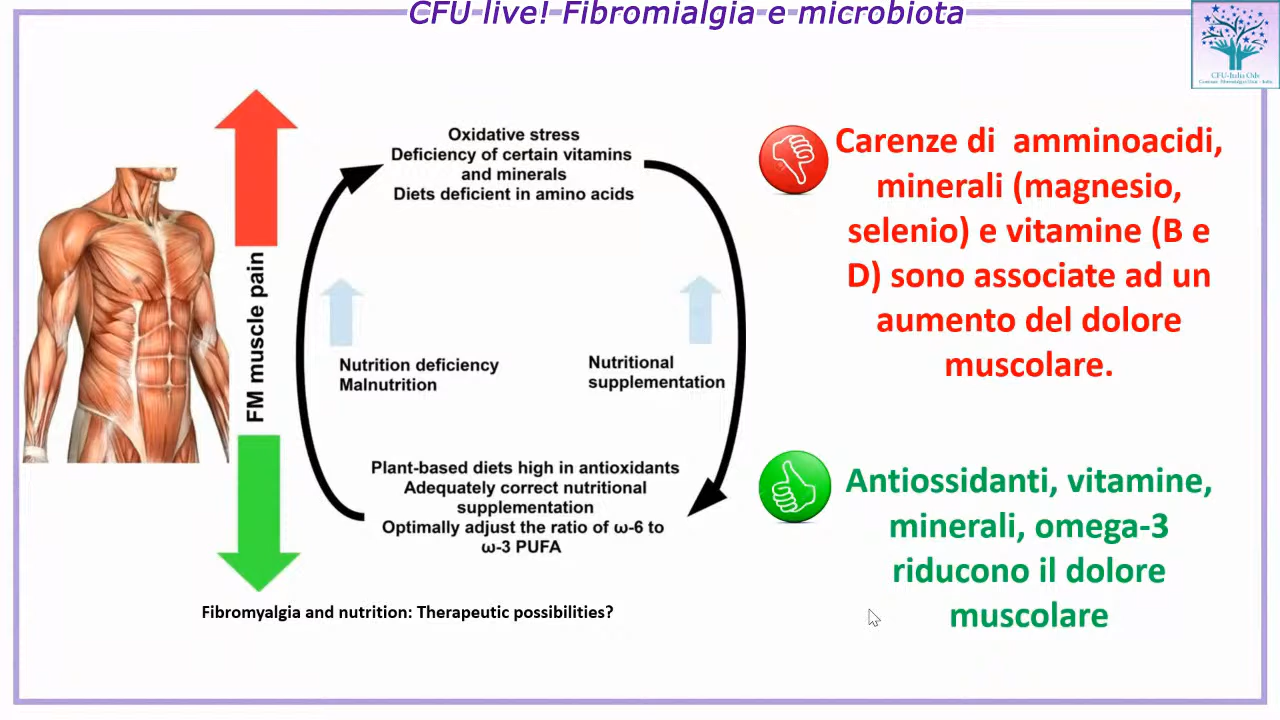 CFU live! Fibromialgia e microbiota
CFU-Italia Odv
Oxidative stress
Deficiency of certain vitamins
and minerals
Diets deficient in amino acids
FM muscle pain
Nutrition deficiency
Malnutrition
Nutritional
supplementation
Plant-based diets high in antioxidants
Adequately correct nutritional
supplementation
Optimally adjust the ratio of ω-6 to
ω-3 PUFA
Fibromyalgia and nutrition: Therapeutic possibilities?
Carenze di  amminoacidi,
minerali (magnesio,
selenio) e vitamine (B e
D) sono associate ad un
aumento del dolore
muscolare.
Antiossidanti, vitamine,
minerali, omega-3
riducono il dolore
muscolare